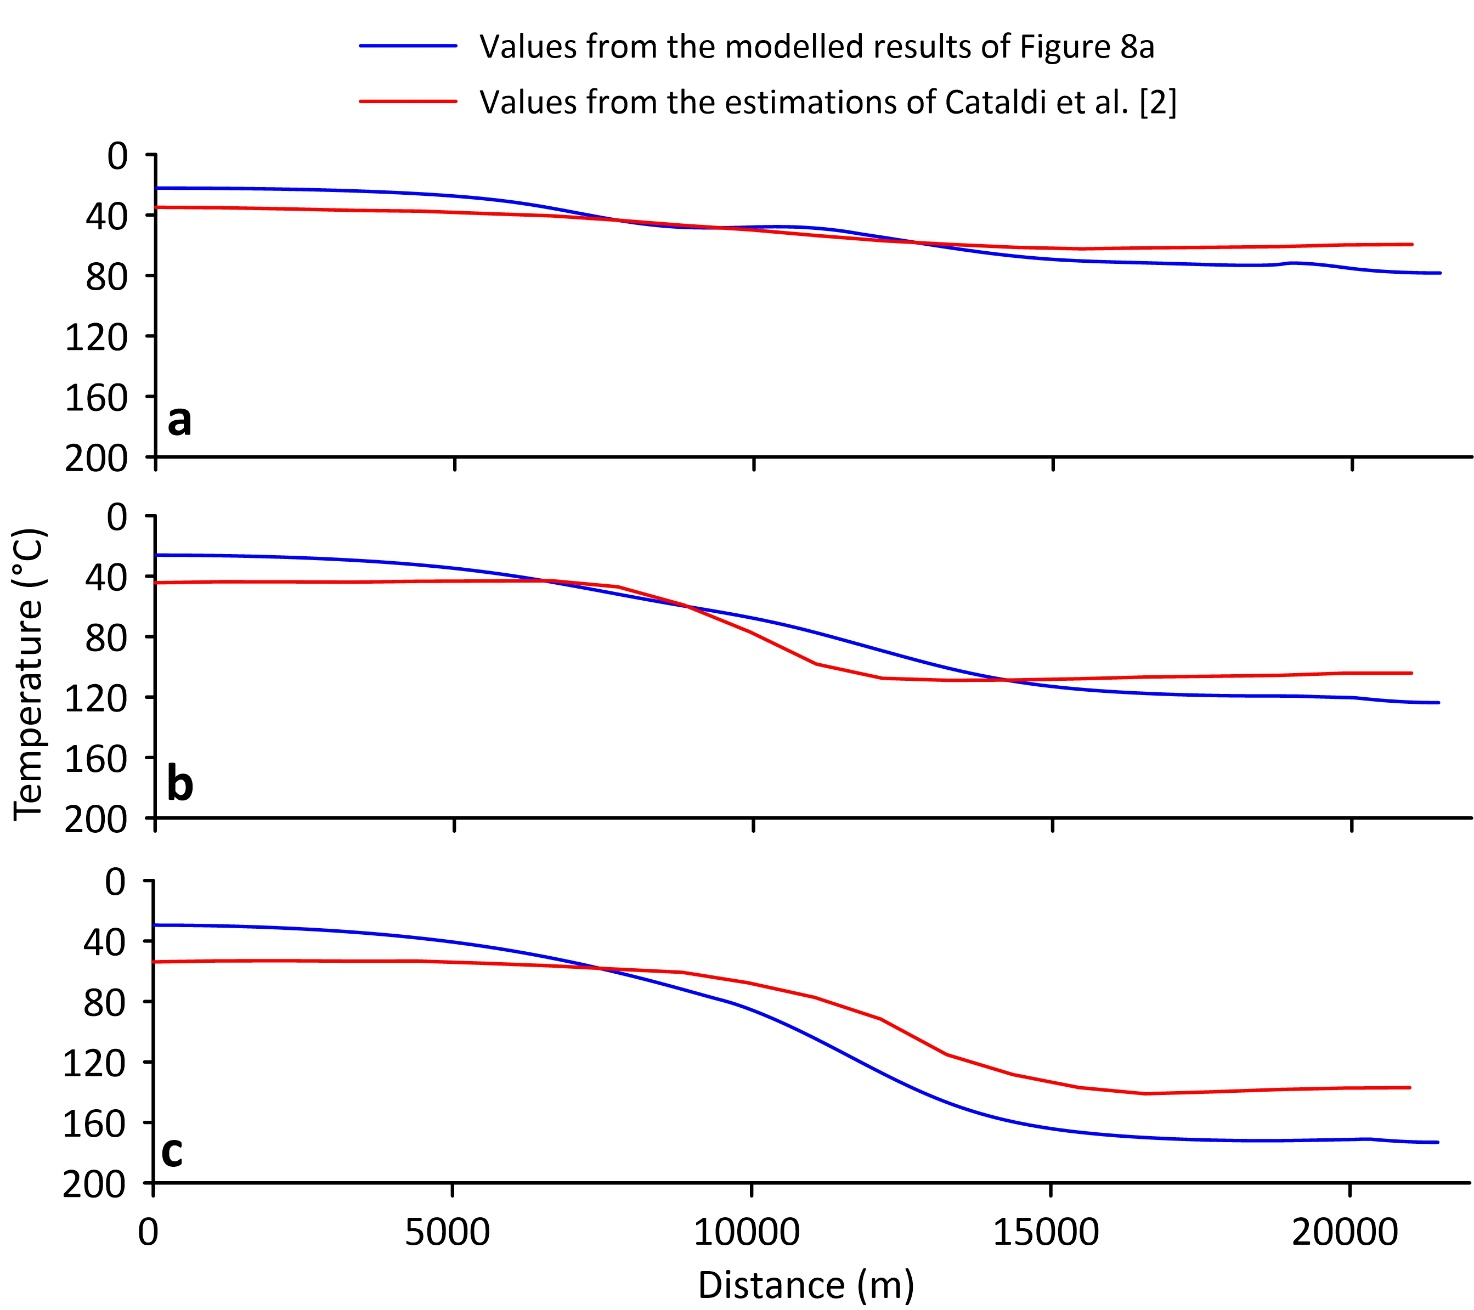 Values from the modelled results of Figure 8a
Values from the estimations of Cataldi et al. [2]
0
40
80
120
160
200
a
0
40
80
120
160
200
b
Temperature (°C)
0
40
80
120
160
200
c
0 5000 10000 15000 20000
Distance (m)